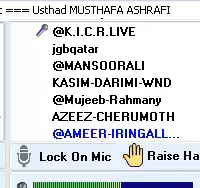 === Usthad MUSTHAFA ASHRAFI
@K.I.C.R.LIVE
jgbqatar
@MANSOORALI
KASIM-DARIMI-WND
@Mujeeb-Rahmany
AZEEZ-CHERUMOTH
@AMEER-IRINGALL...
Lock On Mic Raise Ha